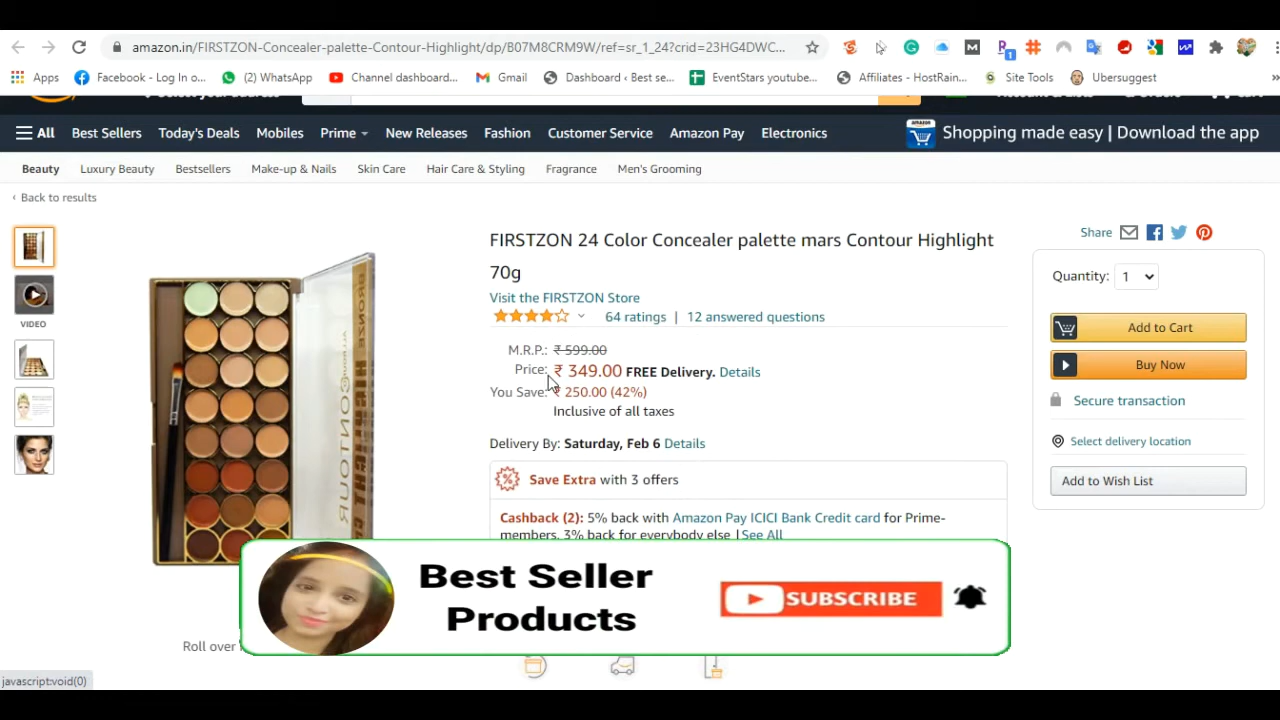 amazon.in/FIRSTZON-Concealer-palette-Contour-Highlight/dp/B07M8CRM9W/ref=sr_1_24?crid=23HG4DWC...
Apps Facebook - Log In o... (2) WhatsApp Channel dashboard... Gmail Dashboard ‹ Best se... EventStars youtube... Affiliates - HostRain... Site Tools Ubersuggest »
All Best Sellers Today's Deals Mobiles Prime New Releases Fashion Customer Service Amazon Pay Electronics Shopping made easy | Download the app
Beauty Luxury Beauty Bestsellers Make-up & Nails Skin Care Hair Care & Styling Fragrance Men's Grooming
‹ Back to results
FIRSTZON 24 Color Concealer palette mars Contour Highlight
70g
Visit the FIRSTZON Store
64 ratings | 12 answered questions
M.R.P.: ₹ 599.00
Price: ₹ 349.00 FREE Delivery. Details
You Save: ₹ 250.00 (42%)
Inclusive of all taxes
Delivery By: Saturday, Feb 6 Details
Save Extra with 3 offers
Cashback (2): 5% back with Amazon Pay ICICI Bank Credit card for Prime-
members. 3% back for everybody else | See All
Share
Quantity: 1
Add to Cart
Buy Now
Secure transaction
Select delivery location
Add to Wish List
VIDEO
CONTOUR
Best Seller
Products
SUBSCRIBE
Roll over
javascript:void(0)